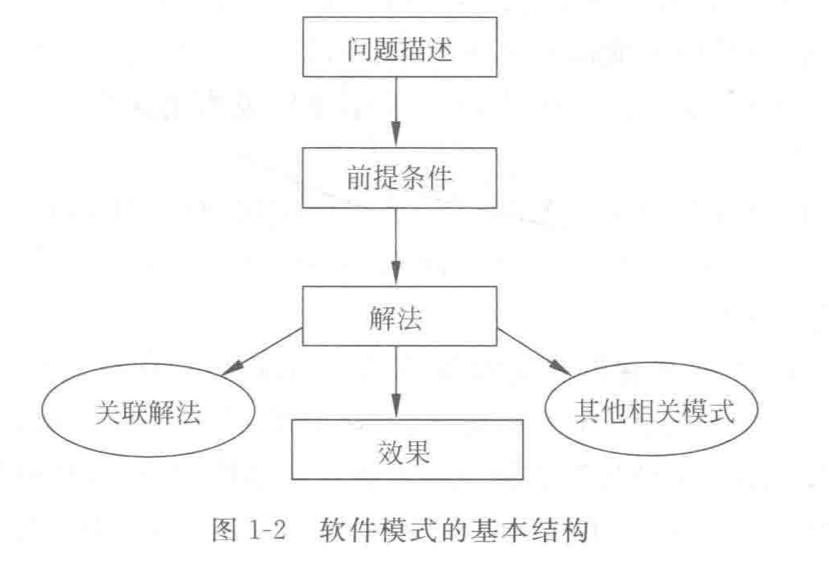 问题描述
前提条件
解法
关联解法
其他相关模式
效果
图 1-2 软件模式的基本结构